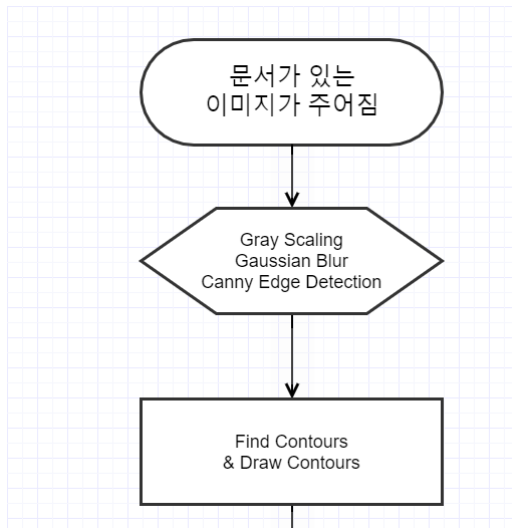 문서가 있는
이미지가 주어짐
Gray Scaling
Gaussian Blur
Canny Edge Detection
Find Contours
& Draw Contours